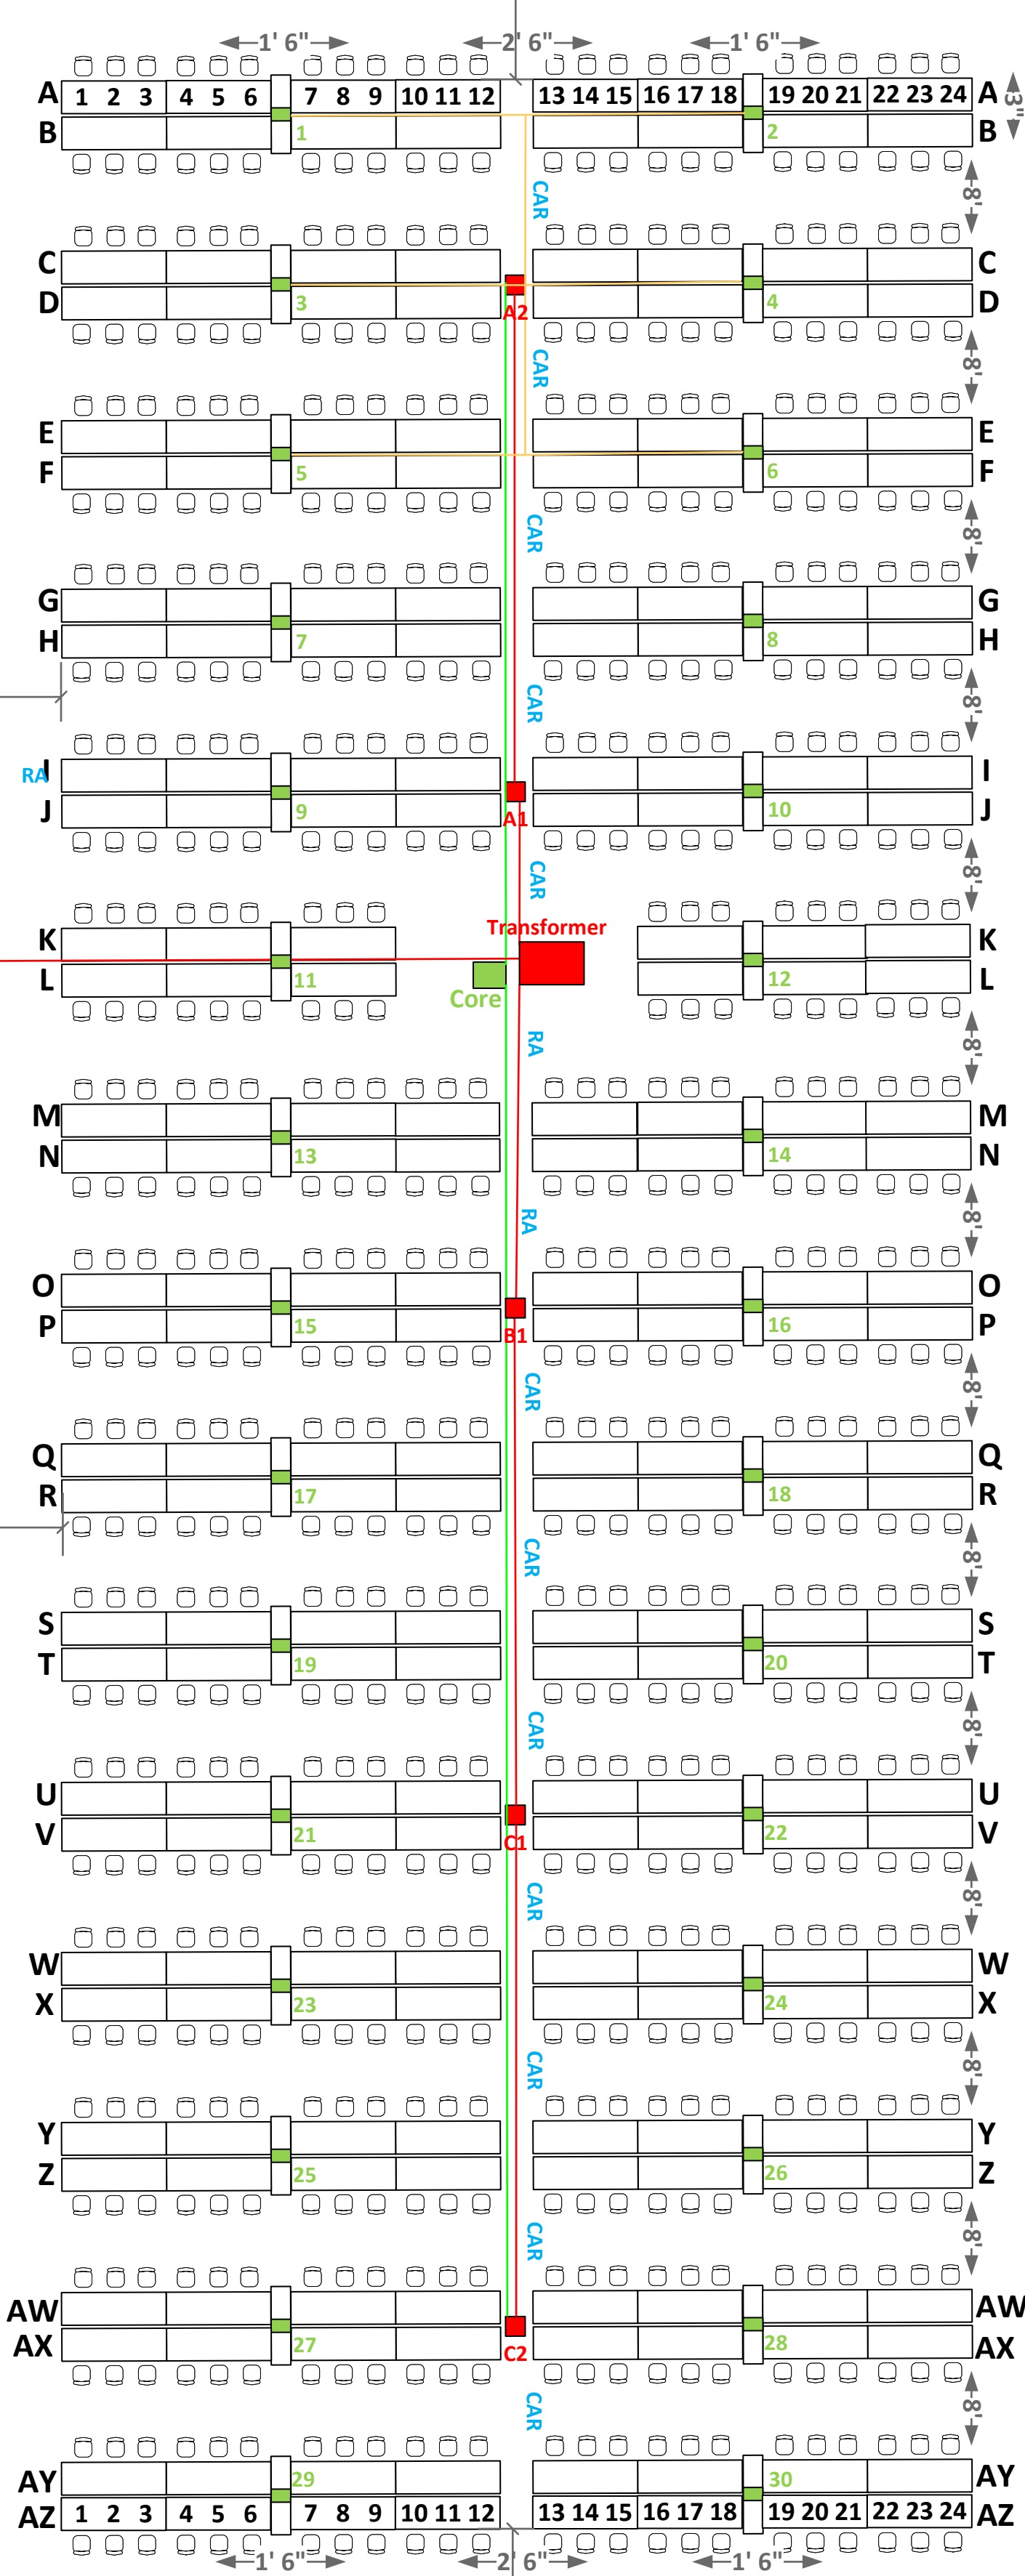 1' 6" 2' 6" 1' 6"
A 1 2 3 4 5 6 7 8 9 10 11 12 13 14 15 16 17 18 19 20 21 22 23 24 A
3"
B 1 2 B
CAR 8'
C C
D 3 A2 4 D
CAR 8'
E E
F 5 6 F
CAR 8'
G G
H 7 8 H
CAR 8'
I I
RA
J 9 A1 10 J
CAR 8'
Transformer
K K
L 11 Core 12 L
RA 8'
M M
N 13 14 N
RA 8'
O O
P 15 B1 16 P
CAR 8'
Q Q
R 17 18 R
CAR 8'
S S
T 19 20 T
CAR 8'
U U
V 21 C1 22 V
CAR 8'
W W
X 23 24 X
CAR 8'
Y Y
Z 25 26 Z
CAR 8'
AW AW
AX 27 C2 28 AX
CAR 8'
AY 29 30 AY
AZ 1 2 3 4 5 6 7 8 9 10 11 12 13 14 15 16 17 18 19 20 21 22 23 24 AZ
1' 6" 2' 6" 1' 6"